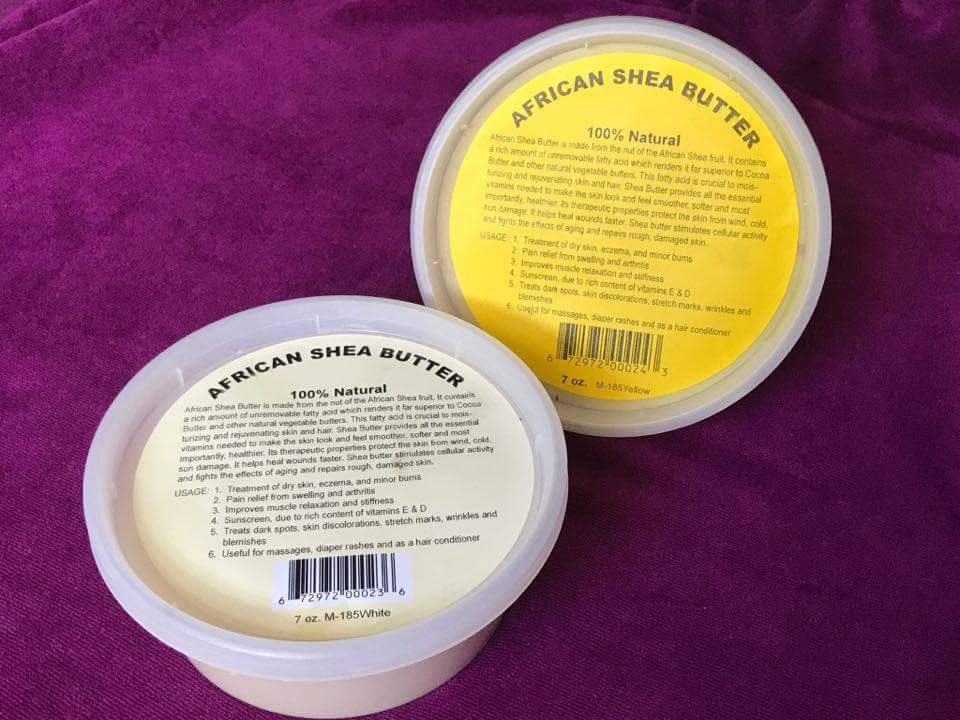 AFRICAN SHEA BUTTER
100% Natural
African Shea Butter is made from the nut of the African Shea fruit. It contains
a rich amount of unremovable fatty acid which renders it far superior to Cocoa
Butter and other natural vegetable butters. This fatty acid is crucial to mois-
turizing and rejuvenating skin and hair. Shea Butter provides all the essential
vitamins needed to make the skin look and feel smoother, softer and most
importantly, healthier. Its therapeutic properties protect the skin from wind, cold,
sun damage. It helps heal wounds faster. Shea butter stimulates cellular activity
and fights the effects of aging and repairs rough, damaged skin.
USAGE: 1. Treatment of dry skin, eczema, and minor burns
2. Pain relief from swelling and arthritis
3. Improves muscle relaxation and stiffness
4. Sunscreen, due to rich content of vitamins E & D
5. Treats dark spots, skin discolorations, stretch marks, wrinkles and
blemishes
6. Useful for massages, diaper rashes and as a hair conditioner
6 72972 00024 3
7 oz. M-185Yellow
AFRICAN SHEA BUTTER
100% Natural
African Shea Butter is made from the nut of the African Shea fruit. It contains
a rich amount of unremovable fatty acid which renders it far superior to Cocoa
Butter and other natural vegetable butters. This fatty acid is crucial to mois-
turizing and rejuvenating skin and hair. Shea Butter provides all the essential
vitamins needed to make the skin look and feel smoother, softer and most
importantly, healthier. Its therapeutic properties protect the skin from wind, cold,
sun damage. It helps heal wounds faster. Shea butter stimulates cellular activity
and fights the effects of aging and repairs rough, damaged skin.
USAGE: 1. Treatment of dry skin, eczema, and minor burns
2. Pain relief from swelling and arthritis
3. Improves muscle relaxation and stiffness
4. Sunscreen, due to rich content of vitamins E & D
5. Treats dark spots, skin discolorations, stretch marks, wrinkles and
blemishes
6. Useful for massages, diaper rashes and as a hair conditioner
6 72972 00023 6
7 oz. M-185White